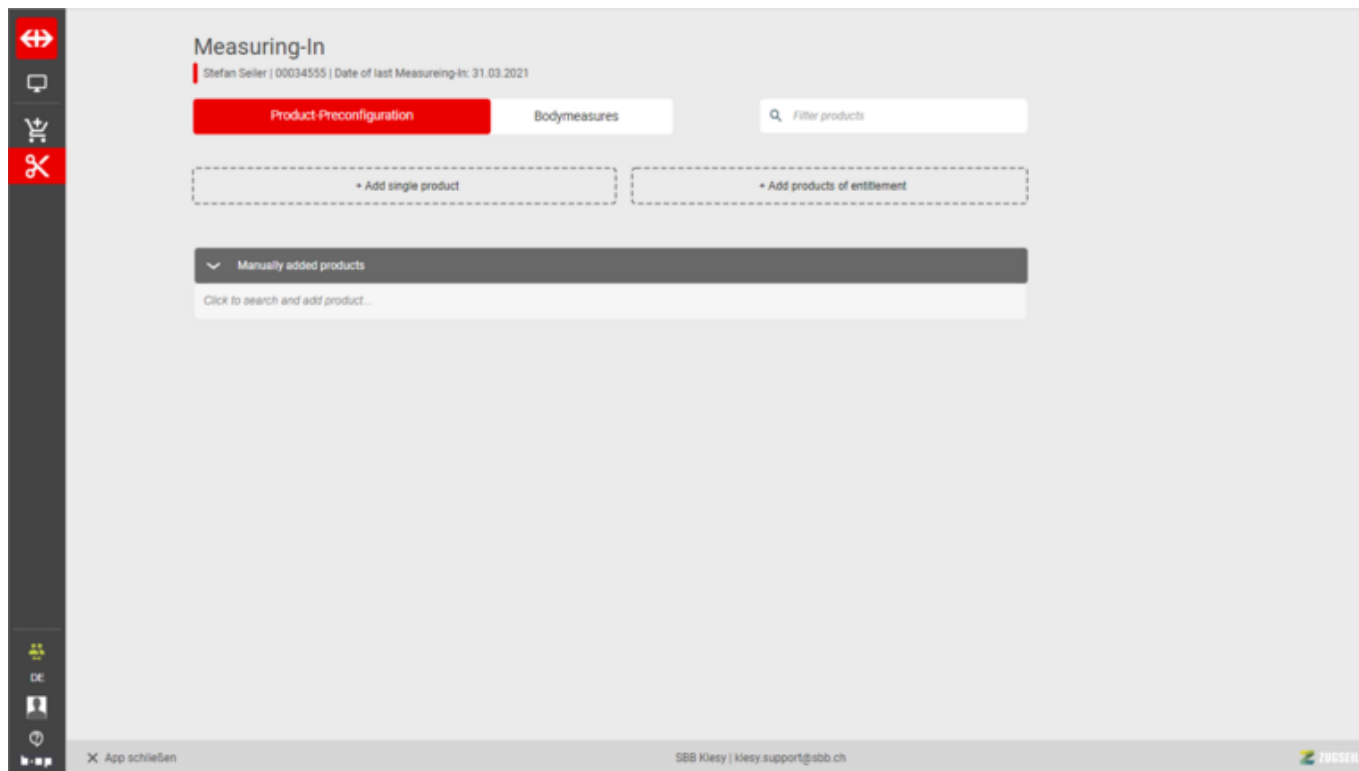 Measuring-In
Stefan Seiler | 00034555 | Date of last Measureing-In: 31.03.2021
Product-Preconfiguration
Bodymeasures
Filter products
+ Add single product
+ Add products of entitlement
Manually added products
Click to search and add product...
DE
App schließen
SBB Klesy | klesy.support@sbb.ch
ZUGSEIL